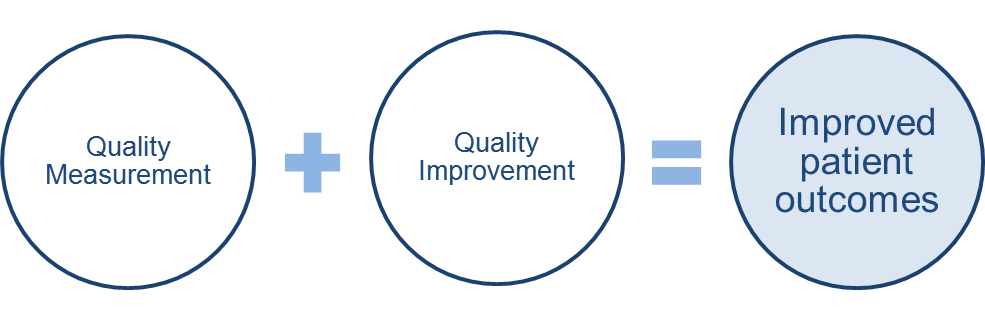 Quality
Measurement
Quality
Improvement
Improved
patient
outcomes